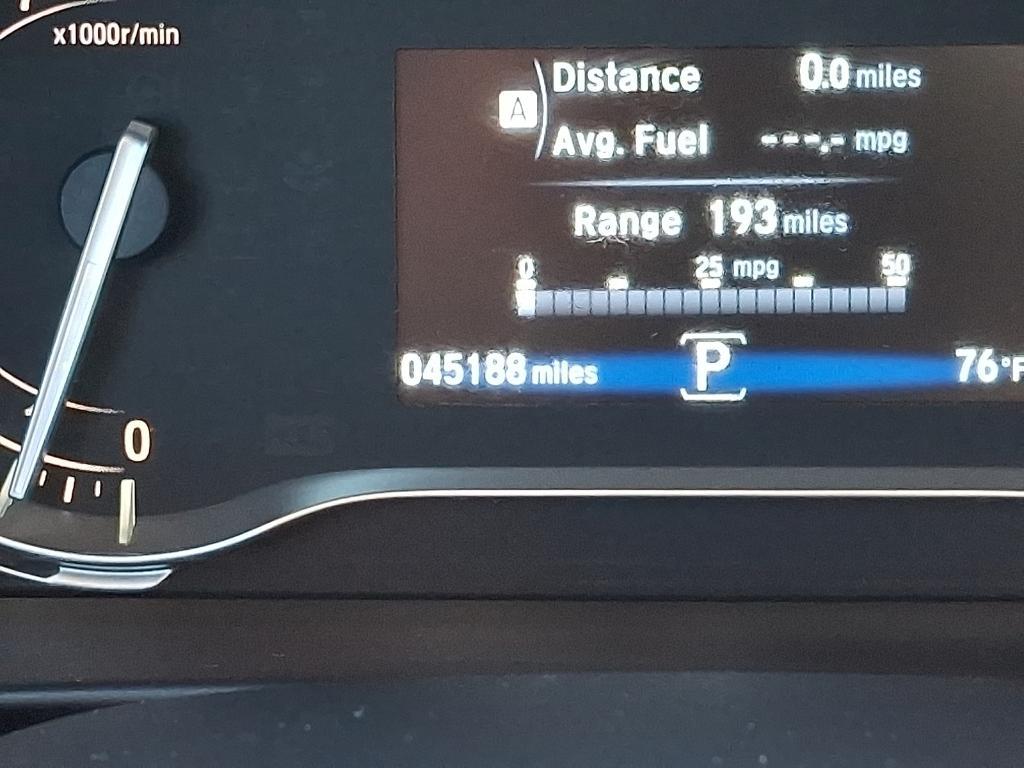 x1000r/min
A
Distance 0.0 miles
Avg. Fuel ---.- mpg
Range 193 miles
0 25 mpg 50
045188 miles P 76°F
0